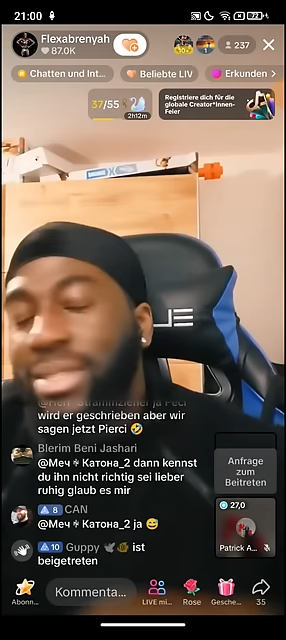 21:00
72
Flexabrenyah
87.0K
237
Chatten und Int...
Beliebte LIV
Erkunden
37/55
2h12m
Registriere dich für die
globale Creator*innen-
Feier
wird er geschrieben aber wir
sagen jetzt Pierci 🤣
Blerim Beni Jashari
@Меч ♯ Катона_2 dann kennst
du ihn nicht richtig sei lieber
ruhig glaub es mir
8 CAN
@Меч ♯ Катона_2 ja 😅
10 Guppy 🕊 ist
beigetreten
Anfrage
zum
Beitreten
27,0
Patrick A...
Abonn...
Kommenta...
LIVE mi...
Rose
Gesche...
35